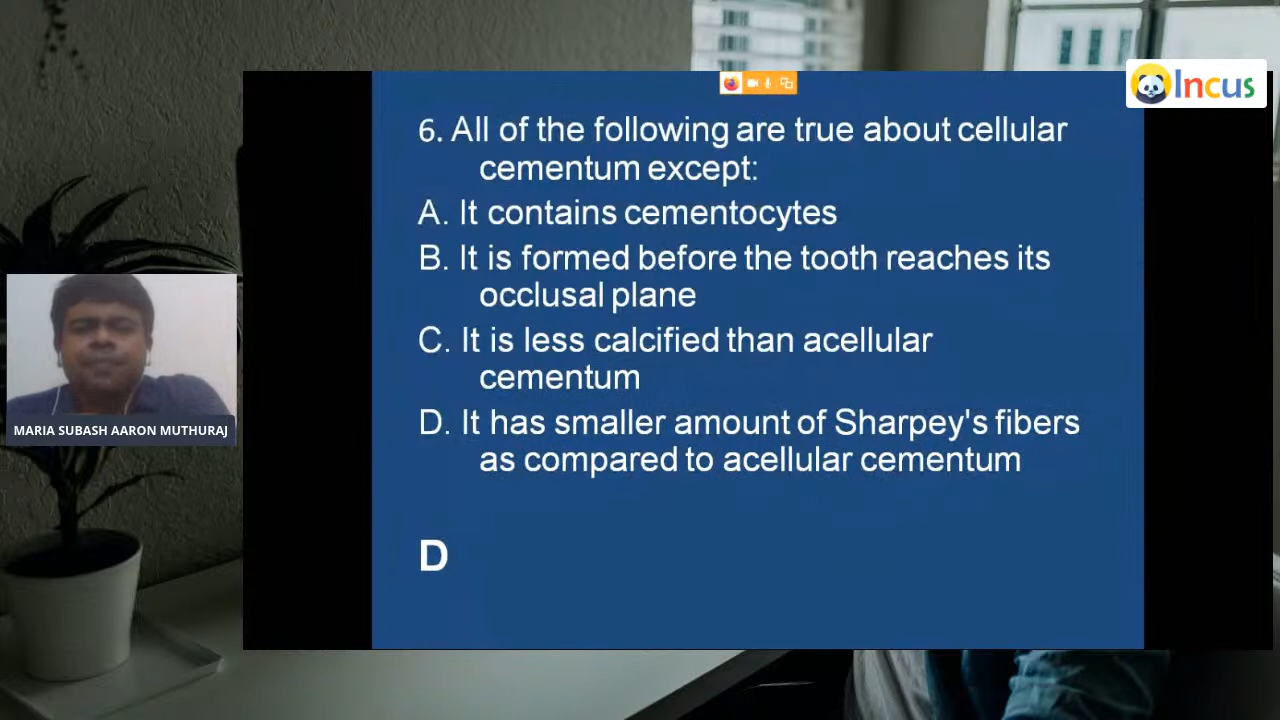 Incus
6. All of the following are true about cellular
cementum except:
A. It contains cementocytes
B. It is formed before the tooth reaches its
occlusal plane
C. It is less calcified than acellular
cementum
D. It has smaller amount of Sharpey's fibers
as compared to acellular cementum
MARIA SUBASH AARON MUTHURAJ
D